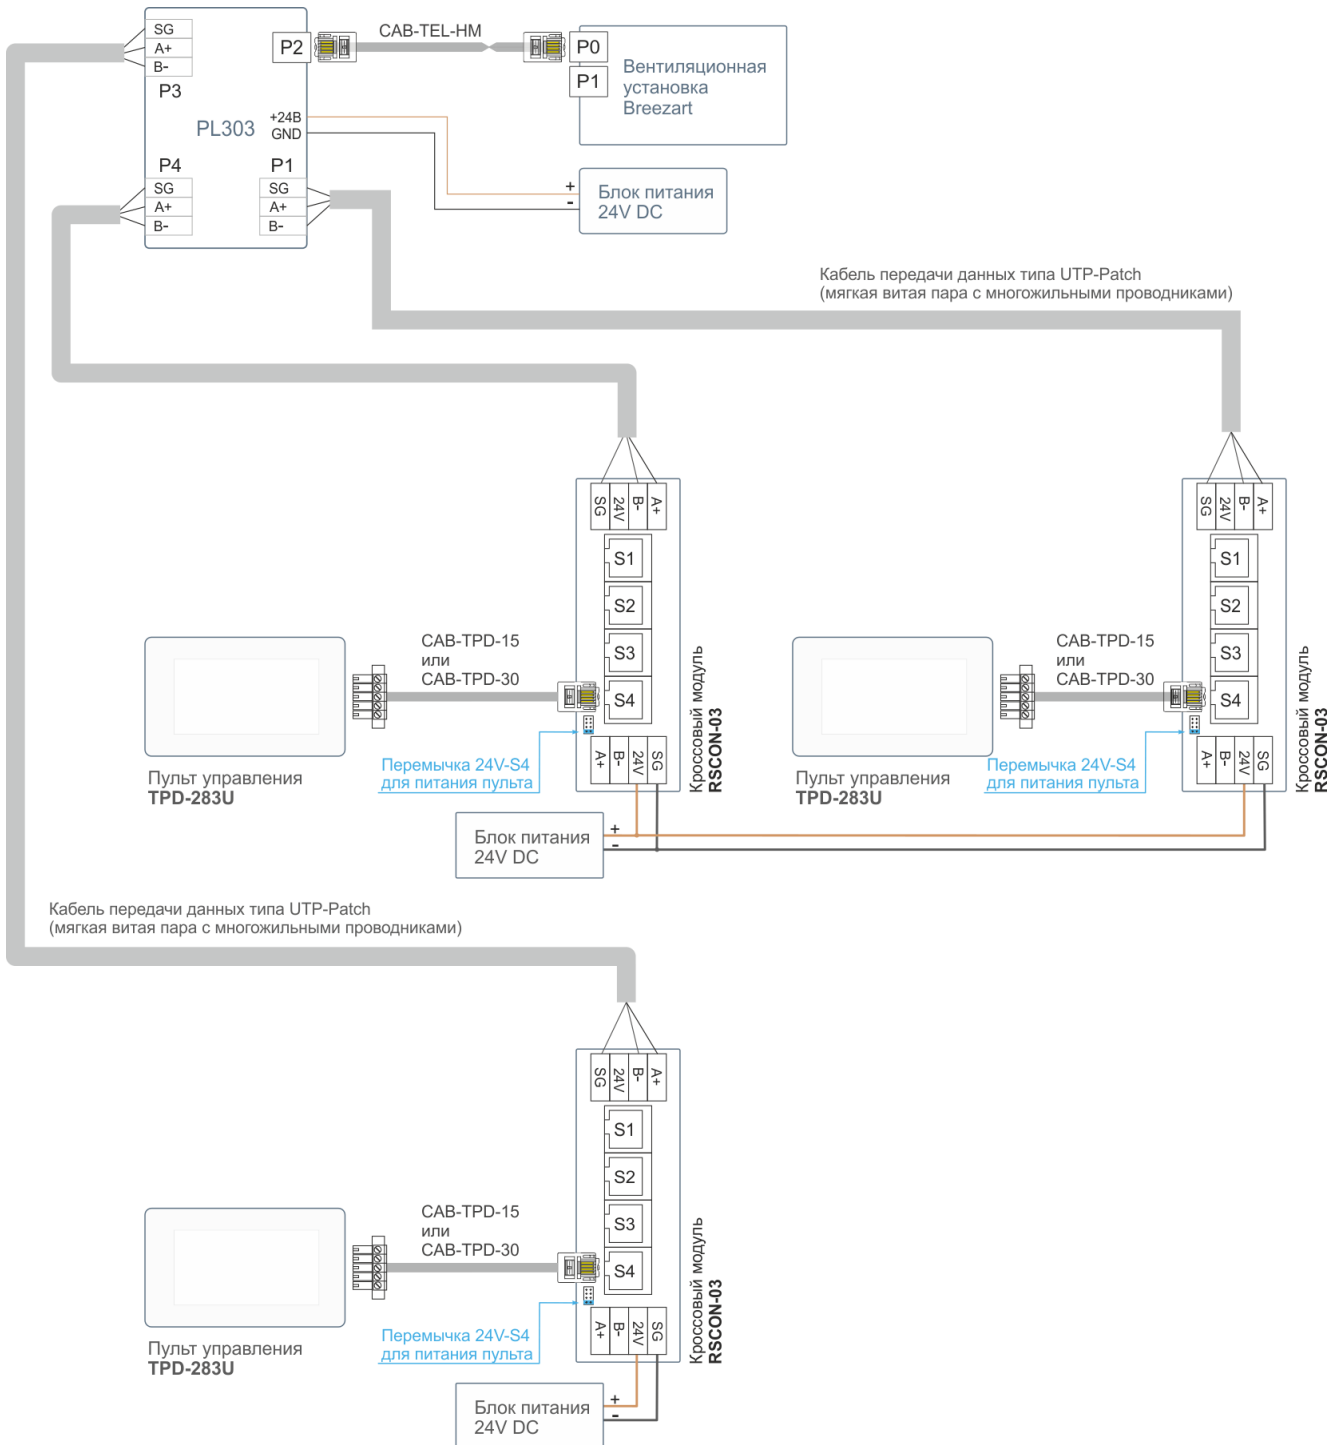 SG
A+
B-
P3
P2
CAB-TEL-HM
P0
P1
Вентиляционная
установка
Breezart
PL303
+24В
GND
P4
SG
A+
B-
P1
SG
A+
B-
+
-
Блок питания
24V DC
Кабель передачи данных типа UTP-Patch
(мягкая витая пара с многожильными проводниками)
SG
24V
B-
A+
S1
S2
S3
S4
A+
B-
24V
SG
Кроссовый модуль
RSCON-03
CAB-TPD-15
или
CAB-TPD-30
Перемычка 24V-S4
для питания пульта
Пульт управления
TPD-283U
SG
24V
B-
A+
S1
S2
S3
S4
A+
B-
24V
SG
Кроссовый модуль
RSCON-03
CAB-TPD-15
или
CAB-TPD-30
Перемычка 24V-S4
для питания пульта
Пульт управления
TPD-283U
Блок питания
24V DC
+
-
Кабель передачи данных типа UTP-Patch
(мягкая витая пара с многожильными проводниками)
SG
24V
B-
A+
S1
S2
S3
S4
A+
B-
24V
SG
Кроссовый модуль
RSCON-03
CAB-TPD-15
или
CAB-TPD-30
Перемычка 24V-S4
для питания пульта
Пульт управления
TPD-283U
Блок питания
24V DC
+
-